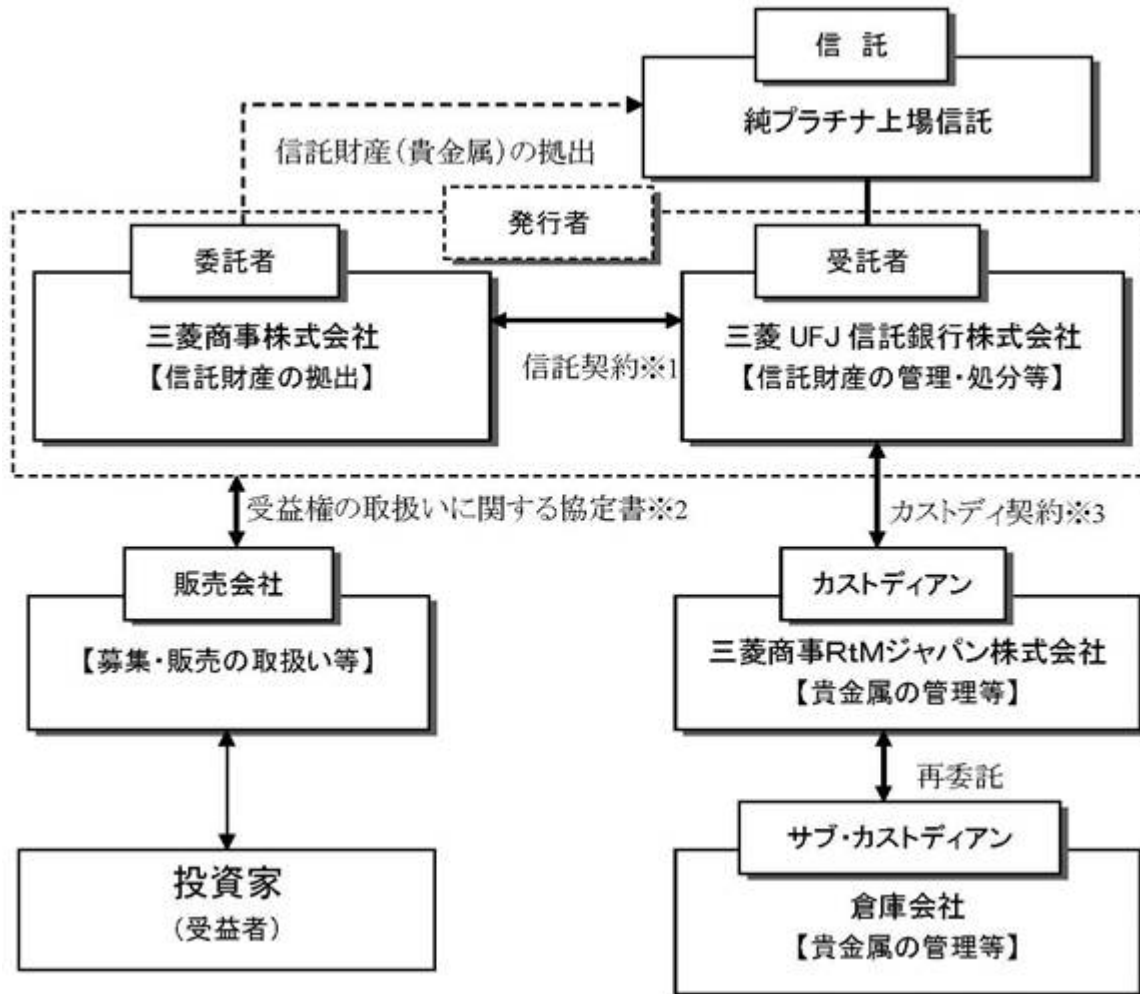 信 託
純プラチナ上場信託
信託財産(貴金属)の拠出
発行者
委託者
三菱商事株式会社
【信託財産の拠出】
信託契約※1
受託者
三菱 UFJ 信託銀行株式会社
【信託財産の管理・処分等】
受益権の取扱いに関する協定書※2
カストディ契約※3
販売会社
【募集・販売の取扱い等】
カストディアン
三菱商事RtMジャパン株式会社
【貴金属の管理等】
再委託
投資家
(受益者)
サブ・カストディアン
倉庫会社
【貴金属の管理等】